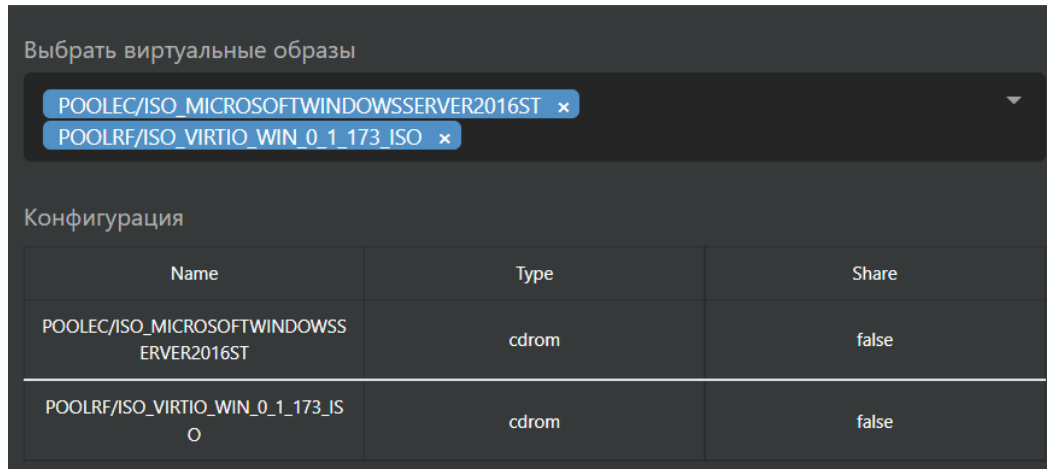 Выбрать виртуальные образы
POOLEC/ISO_MICROSOFTWINDOWSSERVER2016ST ×
POOLRF/ISO_VIRTIO_WIN_0_1_173_ISO ×
Конфигурация
Name Type Share
POOLEC/ISO_MICROSOFTWINDOWSS
ERVER2016ST cdrom false
POOLRF/ISO_VIRTIO_WIN_0_1_173_IS
O cdrom false